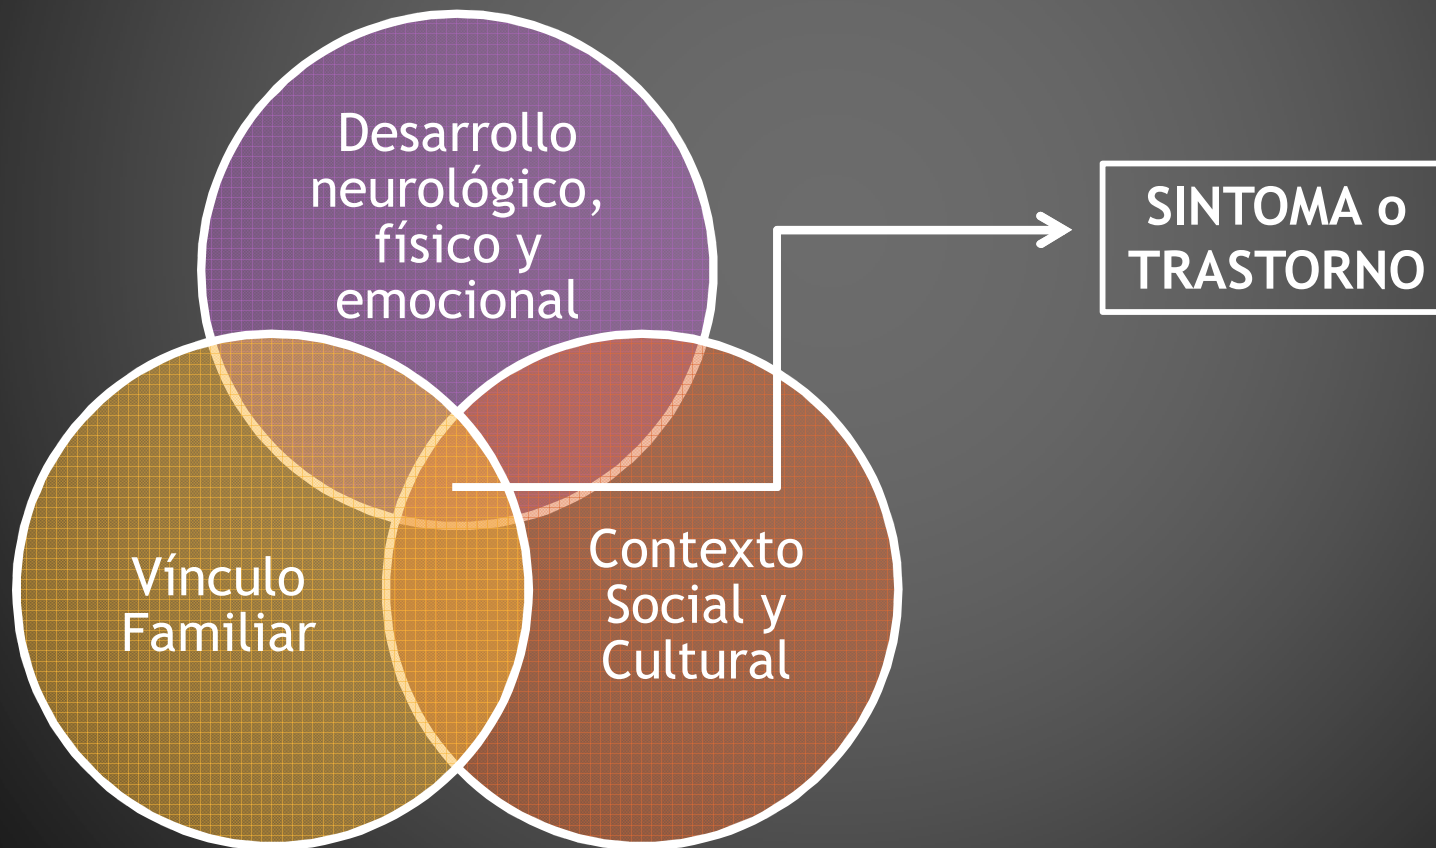 Desarrollo
neurológico,
físico y
emocional
SINTOMA o
TRASTORNO
Vínculo
Familiar
Contexto
Social y
Cultural